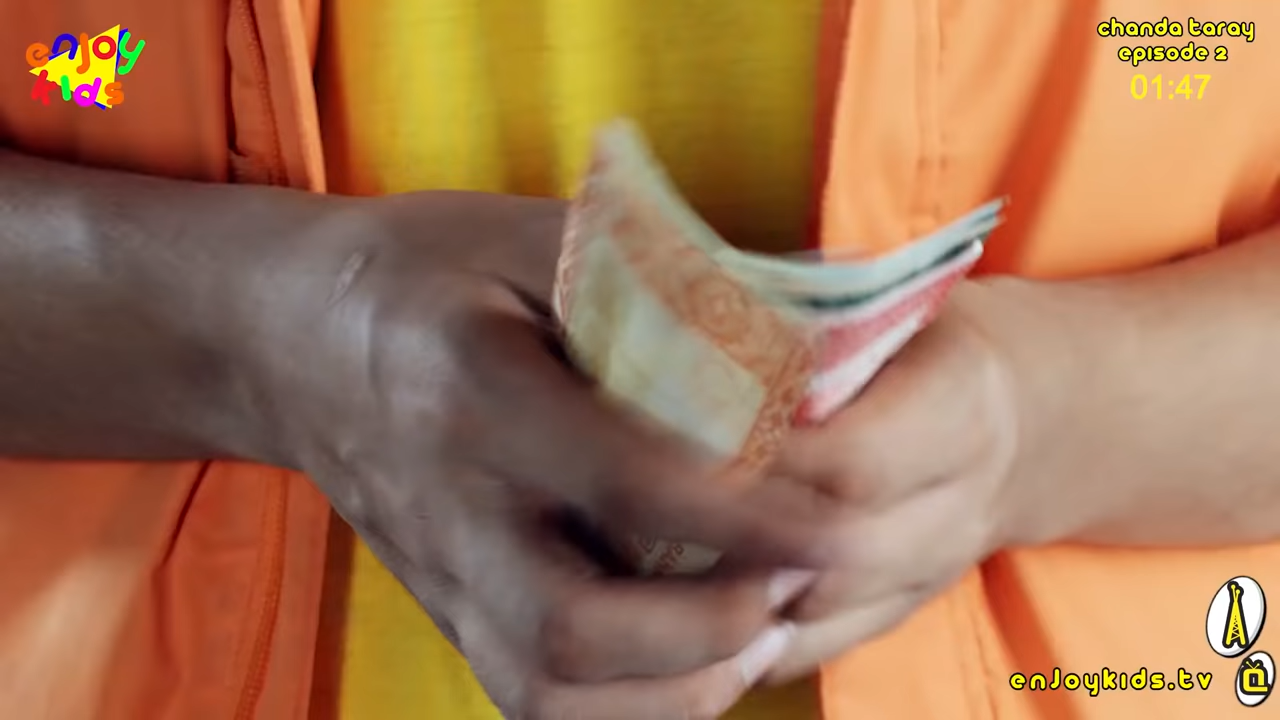 enjoy
kids
chanda taray
episode 2
01:47
enjoykids.tv